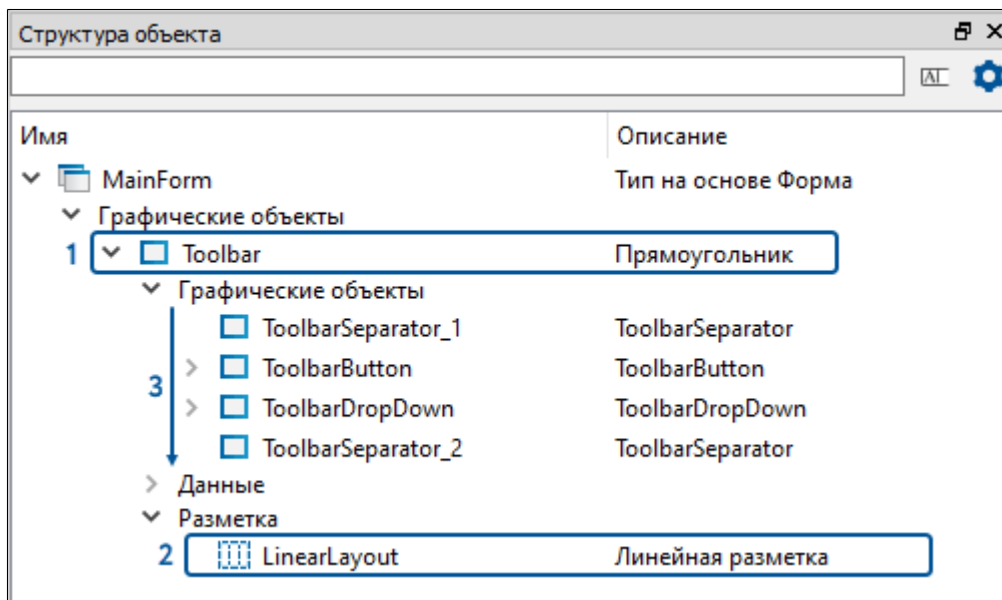 Структура объекта
AI
Имя Описание
MainForm Тип на основе Форма
Графические объекты
1 Toolbar Прямоугольник
Графические объекты
ToolbarSeparator_1 ToolbarSeparator
ToolbarButton ToolbarButton
3 ToolbarDropDown ToolbarDropDown
ToolbarSeparator_2 ToolbarSeparator
Данные
Разметка
2 LinearLayout Линейная разметка